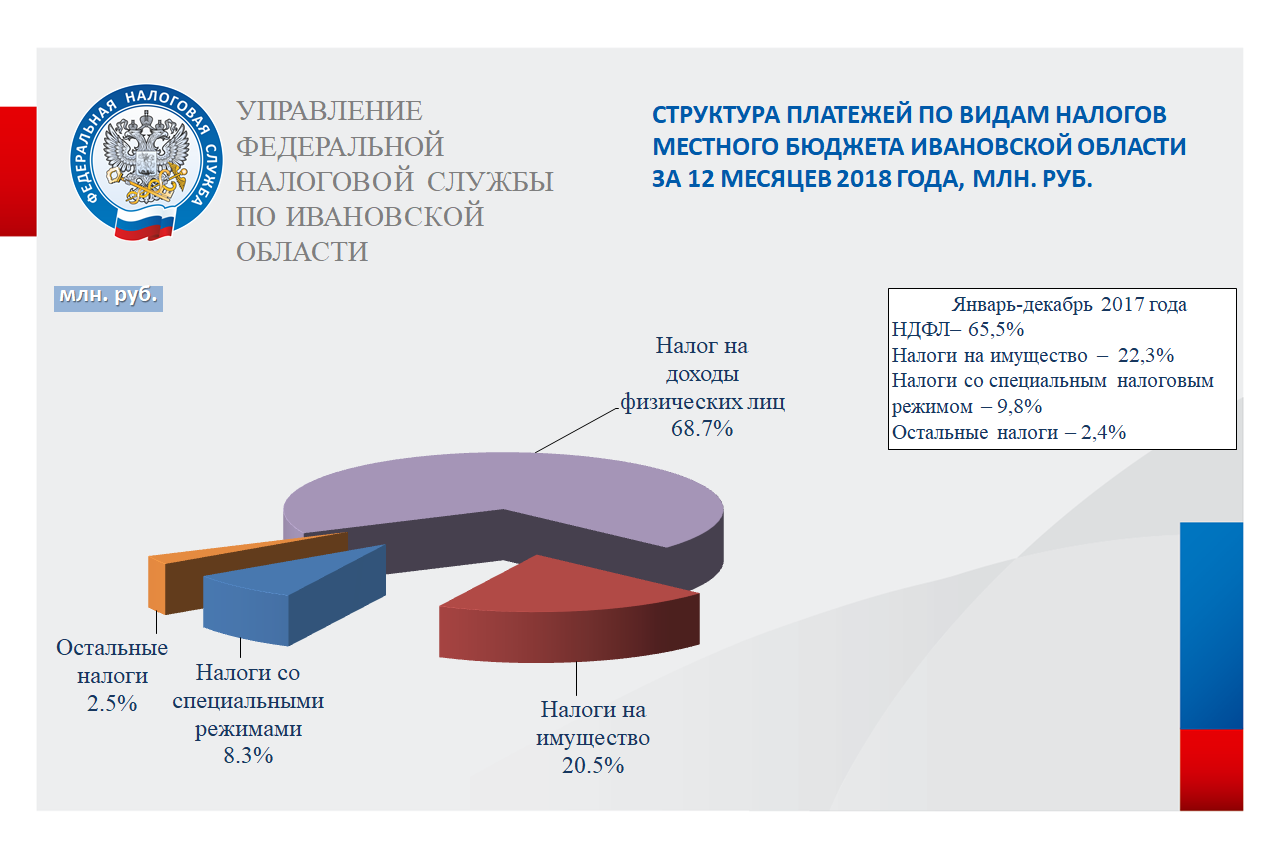 ФЕДЕРАЛЬНАЯ НАЛОГОВАЯ СЛУЖБА
УПРАВЛЕНИЕ
ФЕДЕРАЛЬНОЙ
НАЛОГОВОЙ СЛУЖБЫ
ПО ИВАНОВСКОЙ
ОБЛАСТИ
СТРУКТУРА ПЛАТЕЖЕЙ ПО ВИДАМ НАЛОГОВ
МЕСТНОГО БЮДЖЕТА ИВАНОВСКОЙ ОБЛАСТИ
ЗА 12 МЕСЯЦЕВ 2018 ГОДА, МЛН. РУБ.
млн. руб.
Январь-декабрь 2017 года
НДФЛ– 65,5%
Налоги на имущество – 22,3%
Налоги со специальным налоговым
режимом – 9,8%
Остальные налоги – 2,4%
Налог на
доходы
физических лиц
68.7%
Остальные
налоги
2.5%
Налоги со
специальными
режимами
8.3%
Налоги на
имущество
20.5%